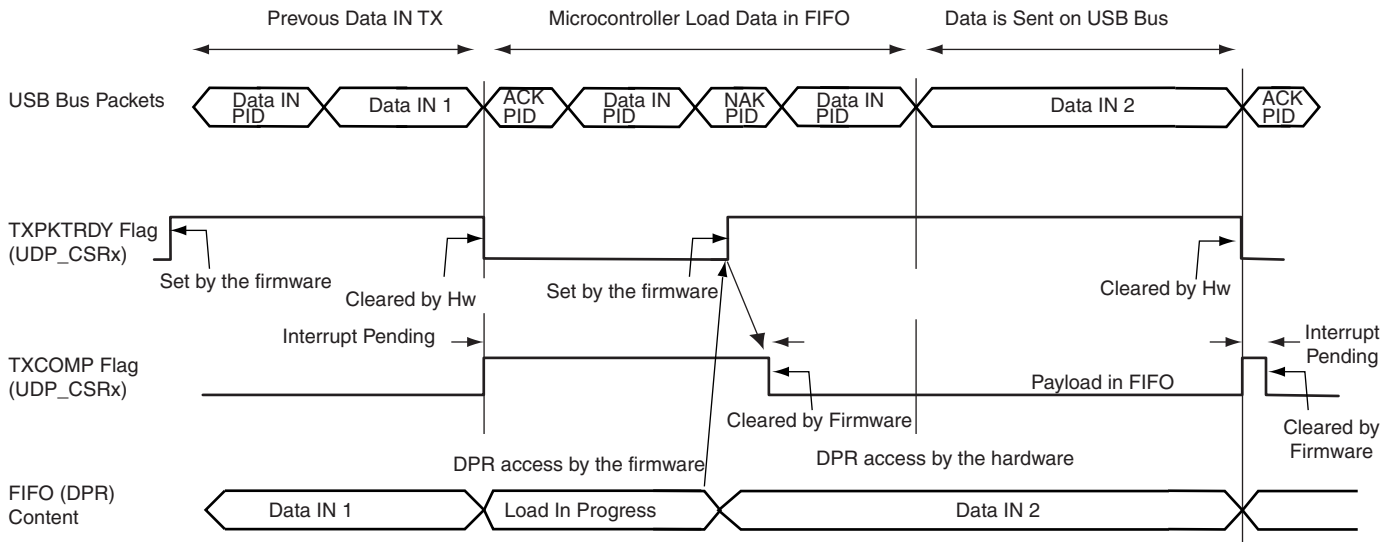 Prevous Data IN TX
Microcontroller Load Data in FIFO
Data is Sent on USB Bus
USB Bus Packets
Data IN
PID
Data IN 1
ACK
PID
Data IN
PID
NAK
PID
Data IN
PID
Data IN 2
ACK
PID
TXPKTRDY Flag
(UDP_CSRx)
Set by the firmware
Cleared by Hw
Set by the firmware
Cleared by Hw
Interrupt Pending
Interrupt
Pending
TXCOMP Flag
(UDP_CSRx)
Payload in FIFO
Cleared by Firmware
Cleared by
Firmware
DPR access by the firmware
DPR access by the hardware
FIFO (DPR)
Content
Data IN 1
Load In Progress
Data IN 2